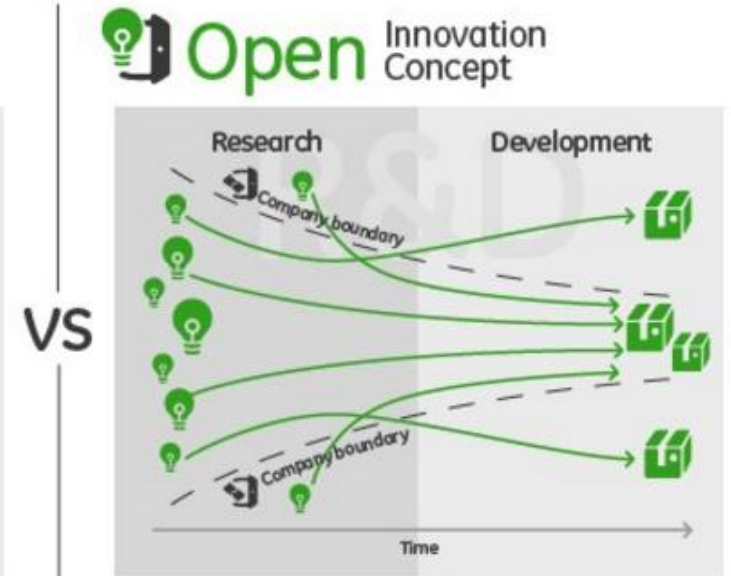 Open Innovation
Concept
Research Development
R&D
Company boundary
VS
Company boundary
Time